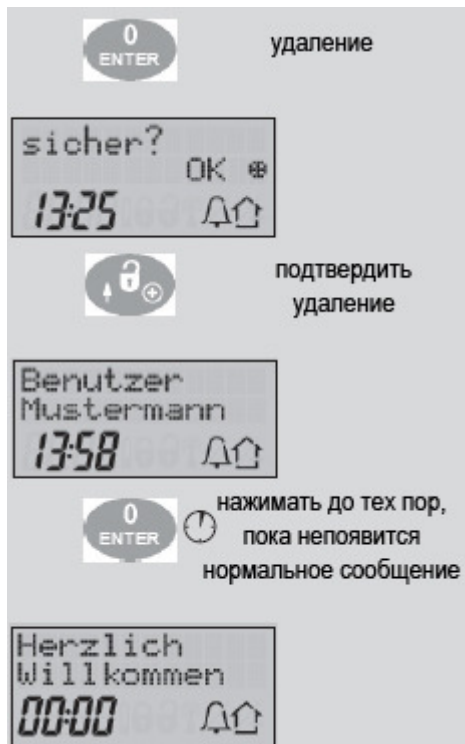 0
ENTER
удаление
sicher?
OK ⊕
13:25
подтвердить
удаление
Benutzer
Mustermann
13:58
0
ENTER
нажимать до тех пор,
пока непоявится
нормальное сообщение
Herzlich
Willkommen
00:00